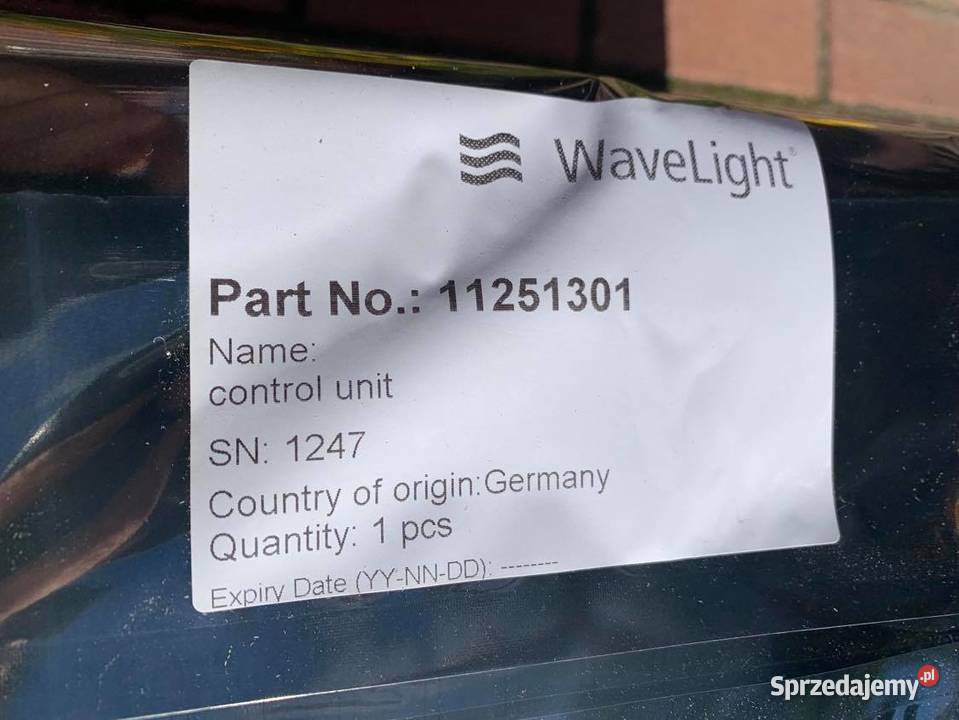 WaveLight®
Part No.: 11251301
Name:
control unit
SN: 1247
Country of origin:Germany
Quantity: 1 pcs
Expiry Date (YY-NN-DD): --------
Sprzedajemy.pl